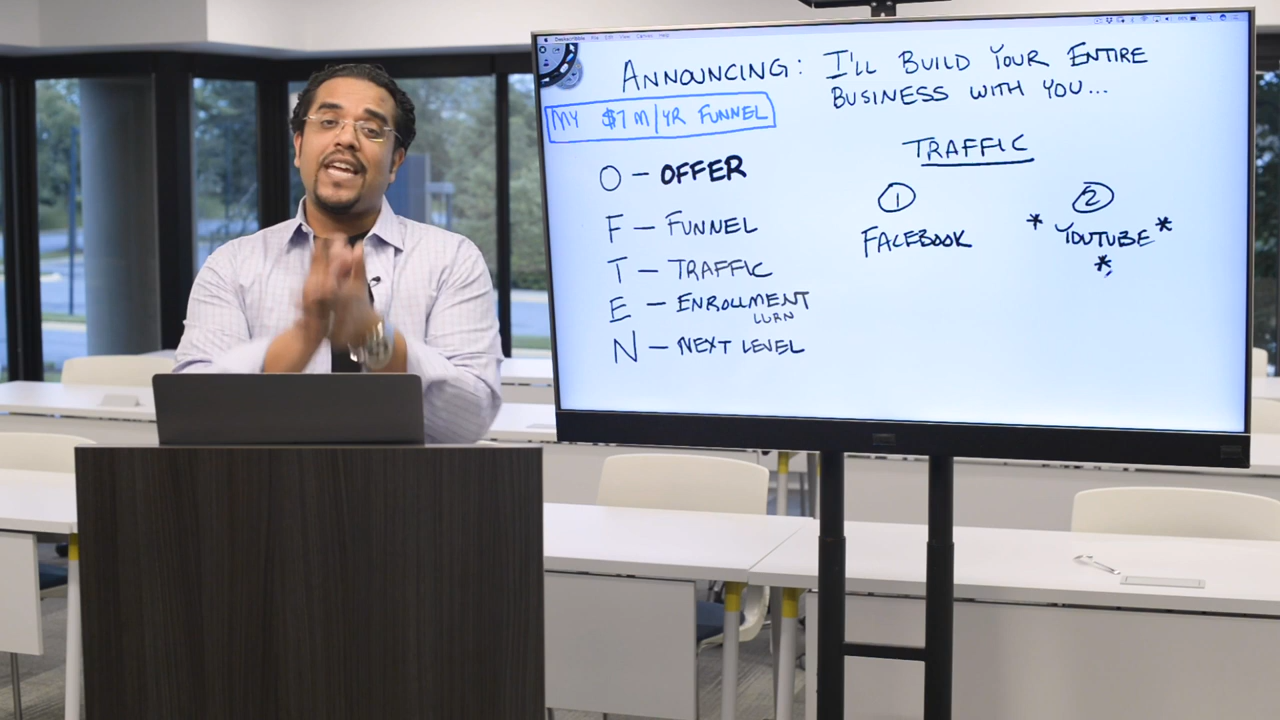 ANNOUNCING: I'LL BUILD YOUR ENTIRE
BUSINESS WITH YOU...
MY $7M/YR FUNNEL
O - OFFER
F - FUNNEL
T - TRAFFIC
E - ENROLLMENT
N - NEXT LEVEL
TRAFFIC
1
FACEBOOK
2
* YOUTUBE *
*